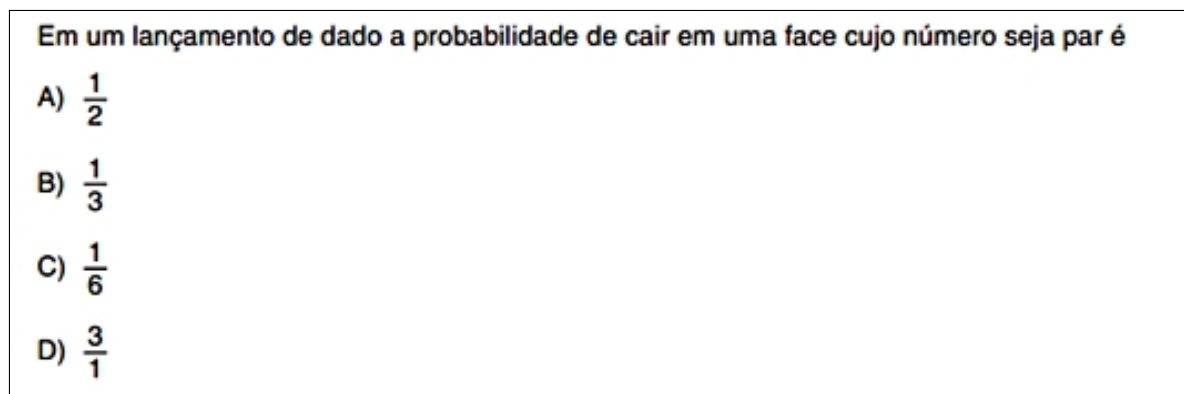 Em um lançamento de dado a probabilidade de cair em uma face cujo número seja par é
A) 1/2
B) 1/3
C) 1/6
D) 3/1